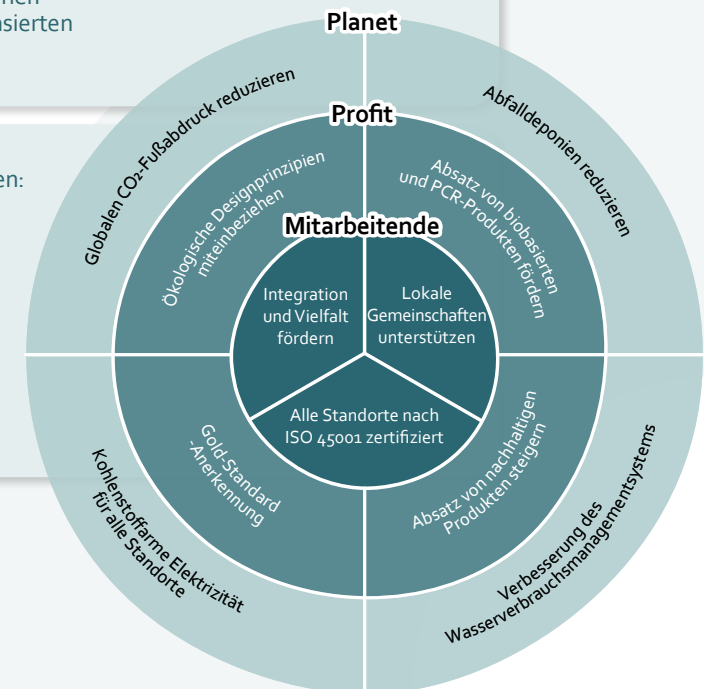 asierten
en:
Planet
Globalen CO₂-Fußabdruck reduzieren
Abfalldeponien reduzieren
Profit
Ökologische Designprinzipien
miteinbeziehen
Absatz von biobasierten
und PCR-Produkten fördern
Mitarbeitende
Integration
und Vielfalt
fördern
Lokale
Gemeinschaften
unterstützen
Alle Standorte nach
ISO 45001 zertifiziert
Gold-Standard
-Anerkennung
Absatz von nachhaltigen
Produkten steigern
Kohlenstoffarme Elektrizität
für alle Standorte
Verbesserung des
Wasserverbrauchsmanagementsystems